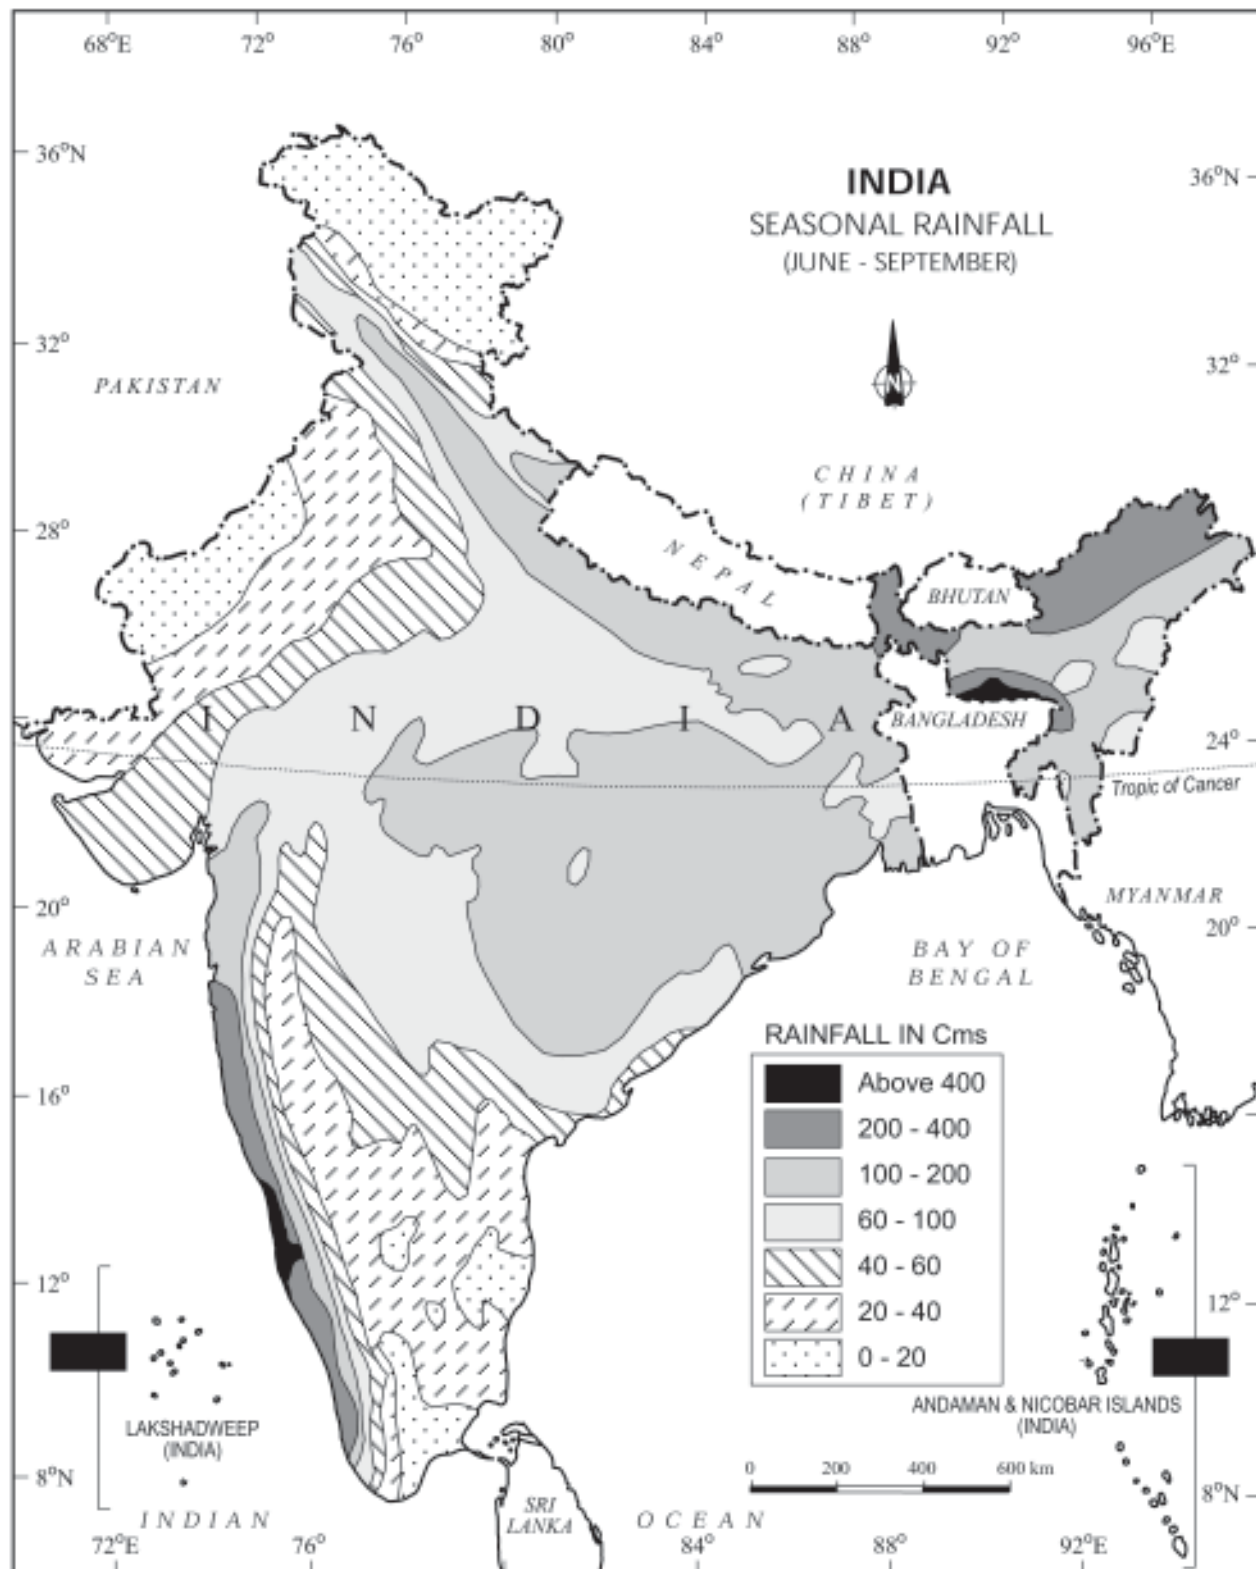 68°E 72° 76° 80° 84° 88° 92° 96°E
36°N
36°N
INDIA
SEASONAL RAINFALL
(JUNE - SEPTEMBER)
32°
32°
N
PAKISTAN
CHINA
(TIBET)
28°
28°
NEPAL
BHUTAN
INDIA
BANGLADESH
24°
24°
Tropic of Cancer
MYANMAR
20°
20°
ARABIAN
SEA
BAY OF
BENGAL
RAINFALL IN Cms
Above 400
200 - 400
100 - 200
60 - 100
40 - 60
20 - 40
0 - 20
16°
12°
12°
LAKSHADWEEP
(INDIA)
ANDAMAN & NICOBAR ISLANDS
(INDIA)
0 200 400 600 km
8°N
8°N
SRI
LANKA
INDIAN OCEAN
72°E 76° 84° 88° 92°E